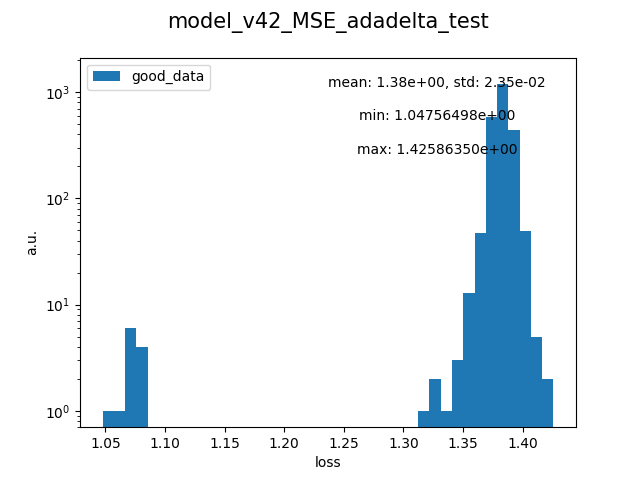 model_v42_MSE_adadelta_test
good_data
mean: 1.38e+00, std: 2.35e-02
min: 1.04756498e+00
max: 1.42586350e+00
a.u.
10³
10²
10¹
10⁰
1.05 1.10 1.15 1.20 1.25 1.30 1.35 1.40
loss